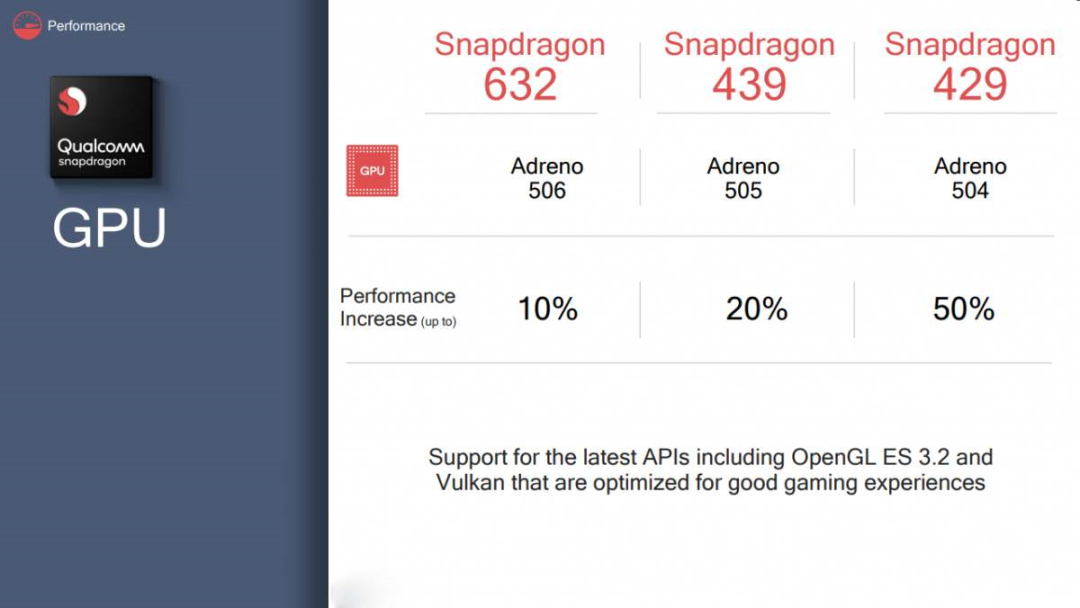 Performance
Qualcomm
snapdragon
GPU
Snapdragon
632
Snapdragon
439
Snapdragon
429
GPU
Adreno
506
Adreno
505
Adreno
504
Performance
Increase (up to)
10%
20%
50%
Support for the latest APIs including OpenGL ES 3.2 and
Vulkan that are optimized for good gaming experiences